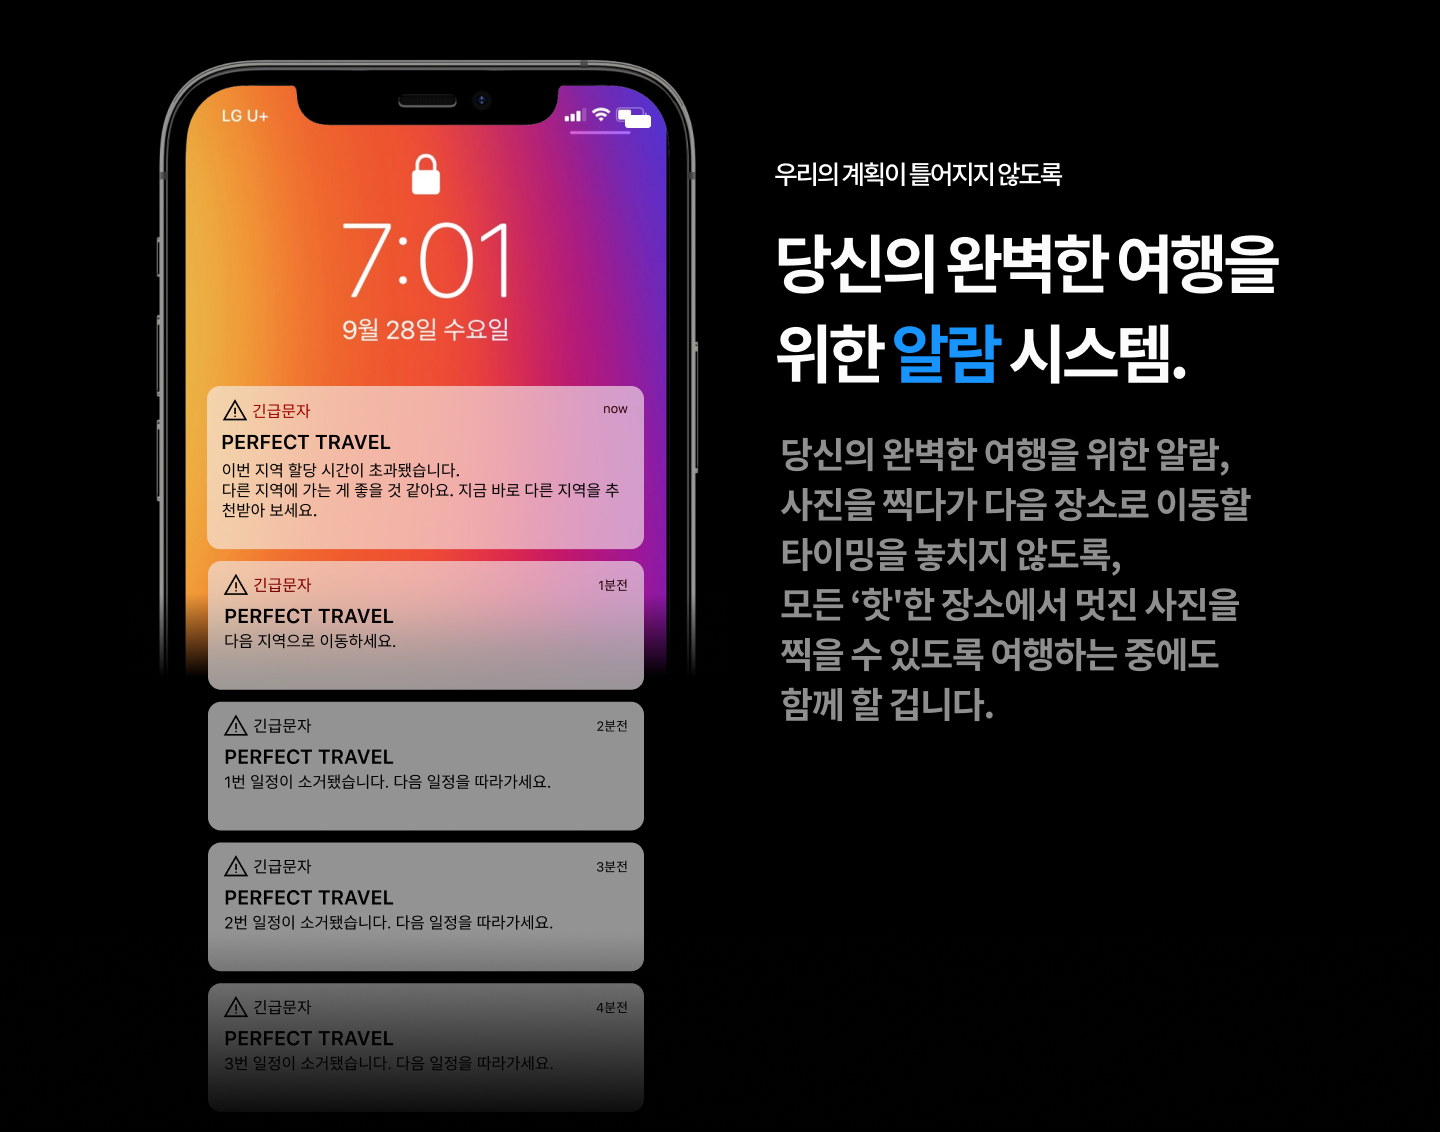 LG U+
7:01
9월 28일 수요일
긴급문자
now
PERFECT TRAVEL
이번 지역 할당 시간이 초과됐습니다.
다른 지역에 가는 게 좋을 것 같아요. 지금 바로 다른 지역을 추
천받아 보세요.
긴급문자
1분전
PERFECT TRAVEL
다음 지역으로 이동하세요.
긴급문자
2분전
PERFECT TRAVEL
1번 일정이 소거됐습니다. 다음 일정을 따라가세요.
긴급문자
3분전
PERFECT TRAVEL
2번 일정이 소거됐습니다. 다음 일정을 따라가세요.
긴급문자
4분전
PERFECT TRAVEL
3번 일정이 소거됐습니다. 다음 일정을 따라가세요.
우리의 계획이 틀어지지 않도록
당신의 완벽한 여행을
위한 알람 시스템.
당신의 완벽한 여행을 위한 알람,
사진을 찍다가 다음 장소로 이동할
타이밍을 놓치지 않도록,
모든 ‘핫'한 장소에서 멋진 사진을
찍을 수 있도록 여행하는 중에도
함께 할 겁니다.